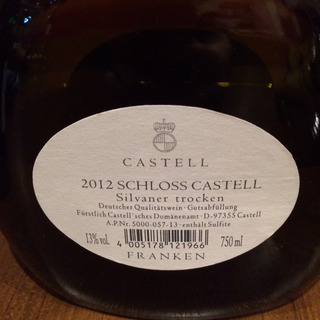 CASTELL
2012 SCHLOSS CASTELL
Silvaner trocken
Deutscher Qualitätswein · Gutsabfüllung
Fürstlich Castell'sches Domänenamt · D-97355 Castell
A.P.Nr. 5000-057-13 · enthält Sulfite
13% vol. 4 005178 121966 750 ml
FRANKEN